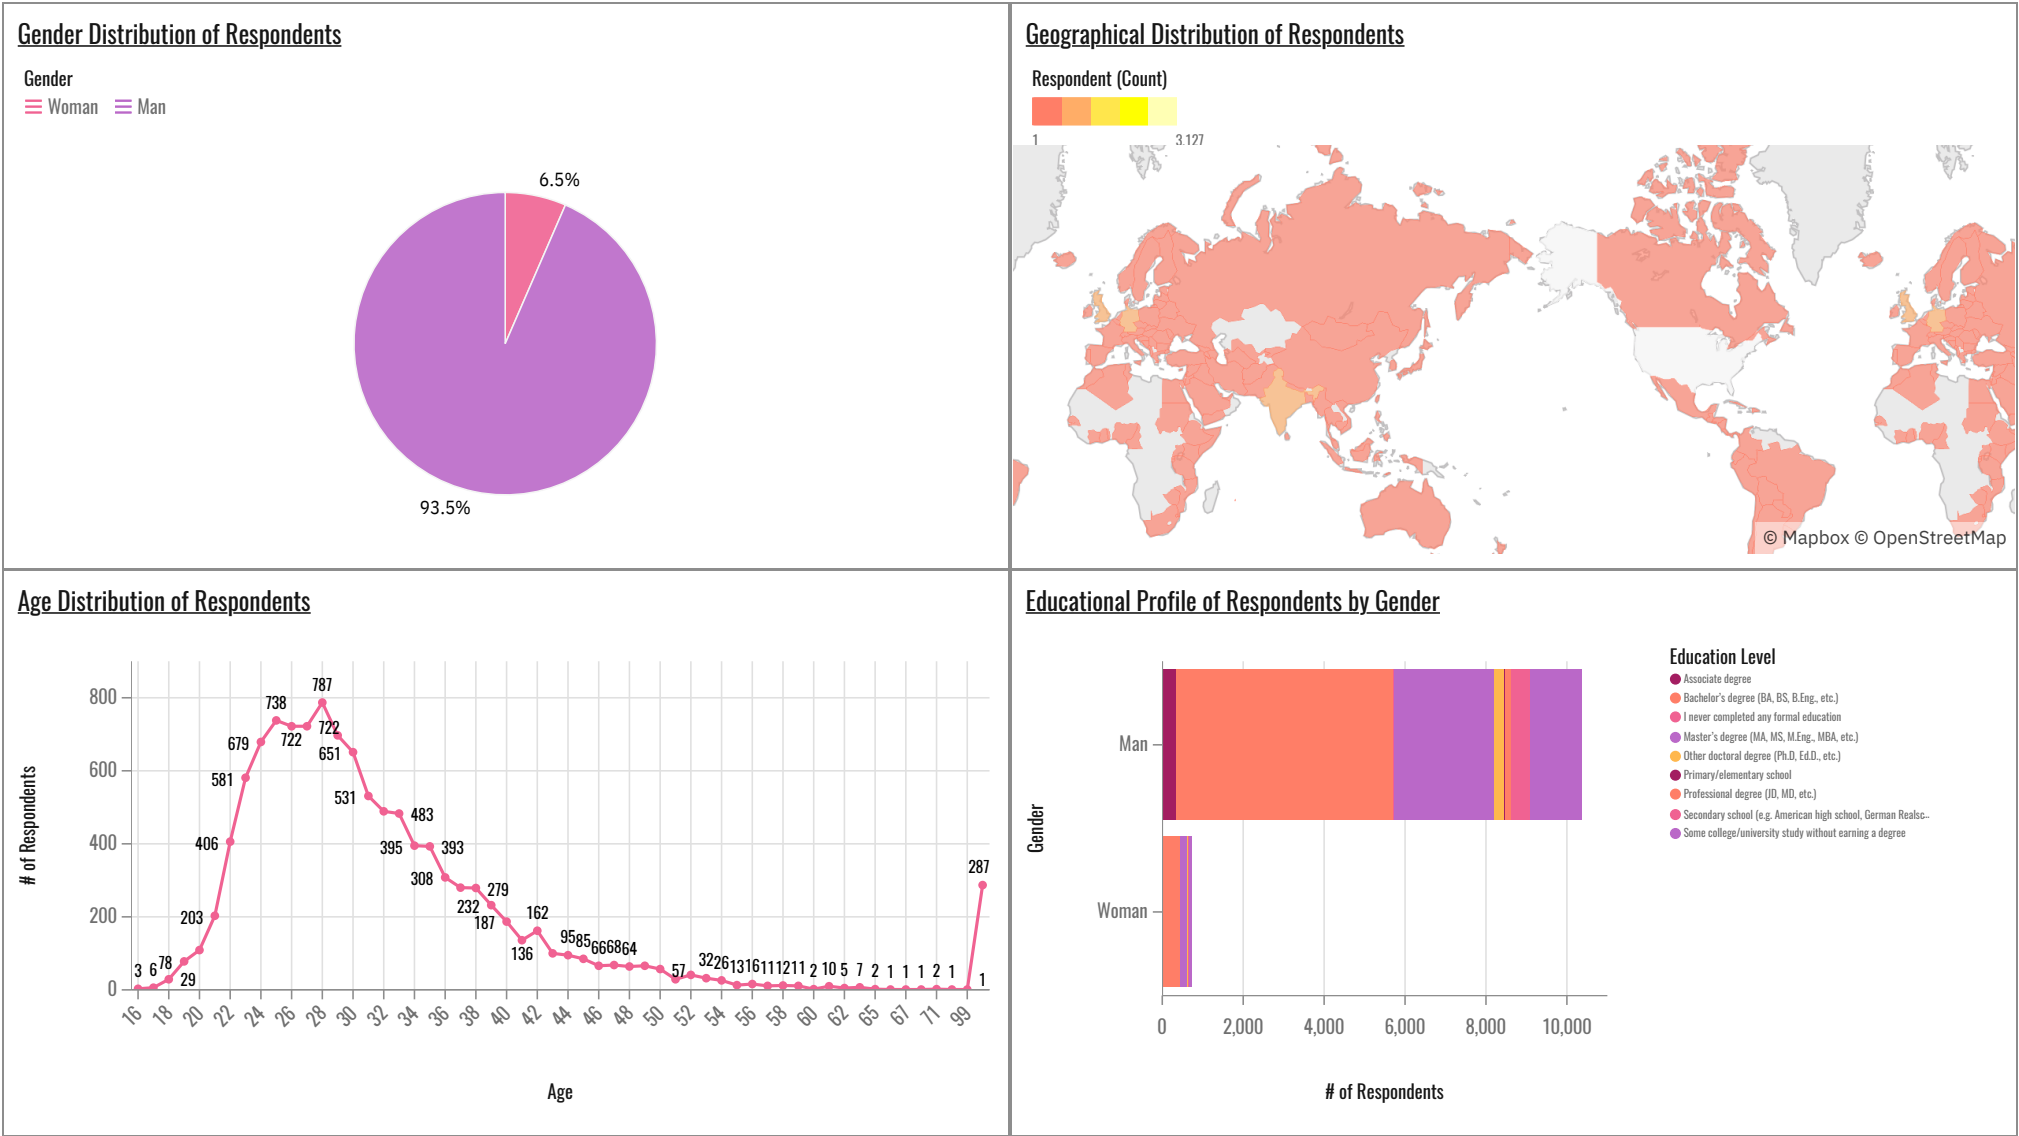 Gender Distribution of Respondents
Gender
Woman Man
6.5%
93.5%
Geographical Distribution of Respondents
Respondent (Count)
1 3,127
© Mapbox © OpenStreetMap
Age Distribution of Respondents
# of Respondents
800
600
400
200
0
3 6 78 29 203 406 581 679 738 722 787 722 651 531 483 395 393 308 279 232 187 136 162 95 85 66 68 64 57 32 26 13 16 11 12 11 2 10 5 7 2 1 1 1 2 1 1 287
16 18 20 22 24 26 28 30 32 34 36 38 40 42 44 46 48 50 52 54 56 58 60 62 65 67 71 99
Age
Educational Profile of Respondents by Gender
Gender
Man
Woman
0 2,000 4,000 6,000 8,000 10,000
# of Respondents
Education Level
Associate degree
Bachelor's degree (BA, BS, B.Eng., etc.)
I never completed any formal education
Master's degree (MA, MS, M.Eng., MBA, etc.)
Other doctoral degree (Ph.D, Ed.D., etc.)
Primary/elementary school
Professional degree (JD, MD, etc.)
Secondary school (e.g. American high school, German Realsc...
Some college/university study without earning a degree